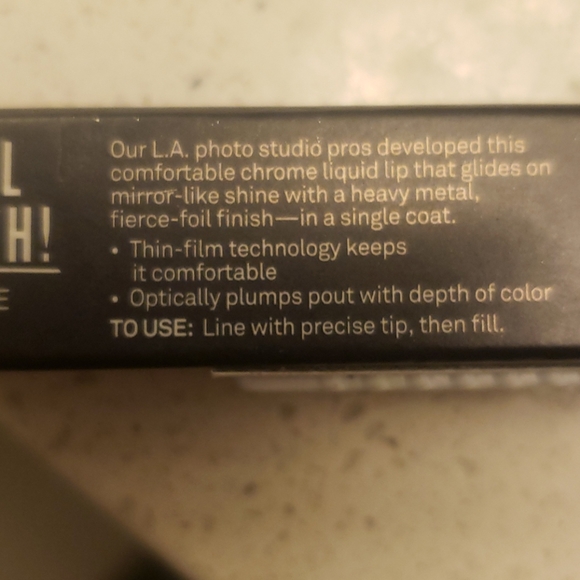 L
H!
E
Our L.A. photo studio pros developed this
comfortable chrome liquid lip that glides on
mirror-like shine with a heavy metal,
fierce-foil finish—in a single coat.
• Thin-film technology keeps
it comfortable
• Optically plumps pout with depth of color
TO USE: Line with precise tip, then fill.